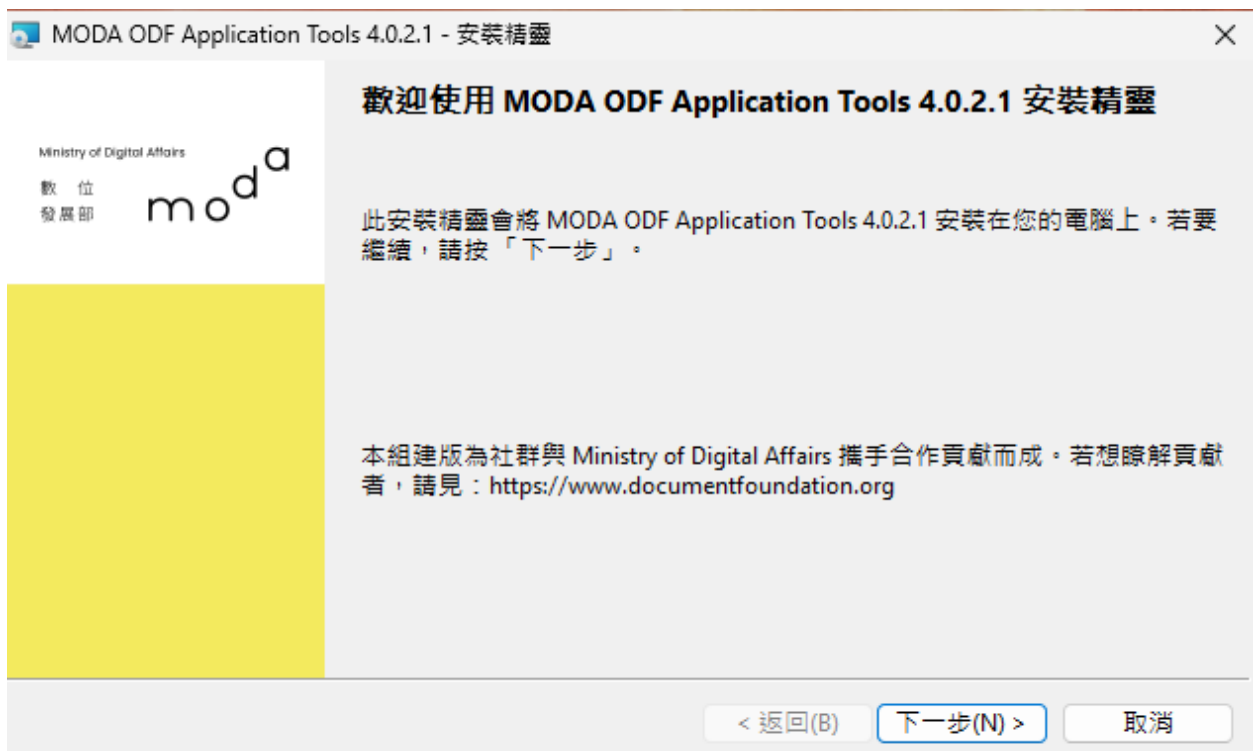 MODA ODF Application Tools 4.0.2.1 - 安裝精靈
歡迎使用 MODA ODF Application Tools 4.0.2.1 安裝精靈
Ministry of Digital Affairs
數位
發展部
moda
此安裝精靈會將 MODA ODF Application Tools 4.0.2.1 安裝在您的電腦上。若要
繼續，請按「下一步」。
本組建版為社群與 Ministry of Digital Affairs 攜手合作貢獻而成。若想瞭解貢獻
者，請見：https://www.documentfoundation.org
< 返回(B)
下一步(N) >
取消